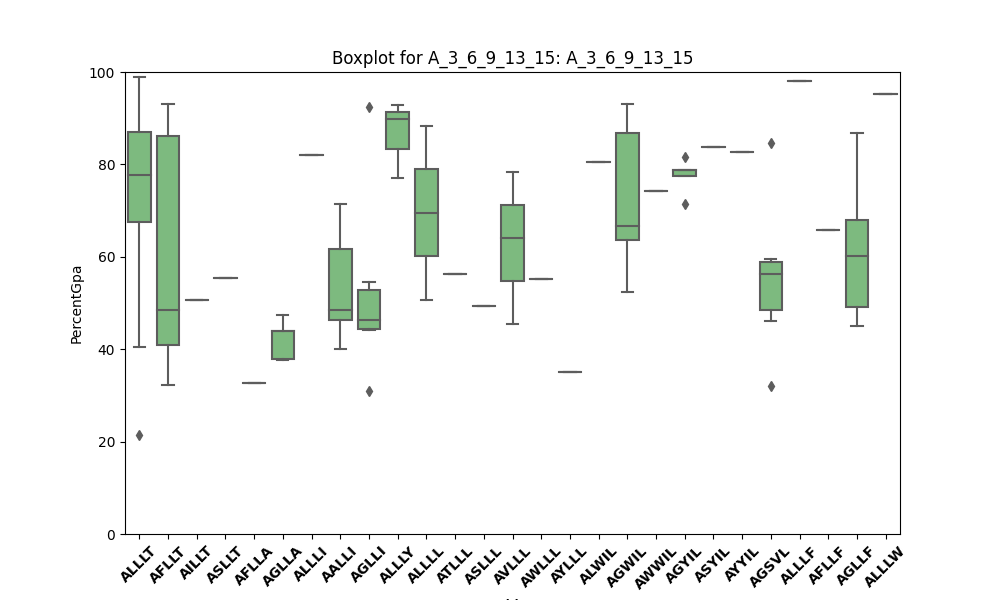 Boxplot for A_3_6_9_13_15: A_3_6_9_13_15
PercentGpa
100
80
60
40
20
0
ALLLT AFLLT AILLT ASLLT AFLLA AGLLA ALLLI AALLI AGLLI ALLLY ALLLL ATLLL ASLLL AVLLL AWLLL AYLLL ALWIL AGWIL AWWIL AGYIL ASYIL AYYIL AGSVL ALLLF AFLLF AGLLF ALLLW